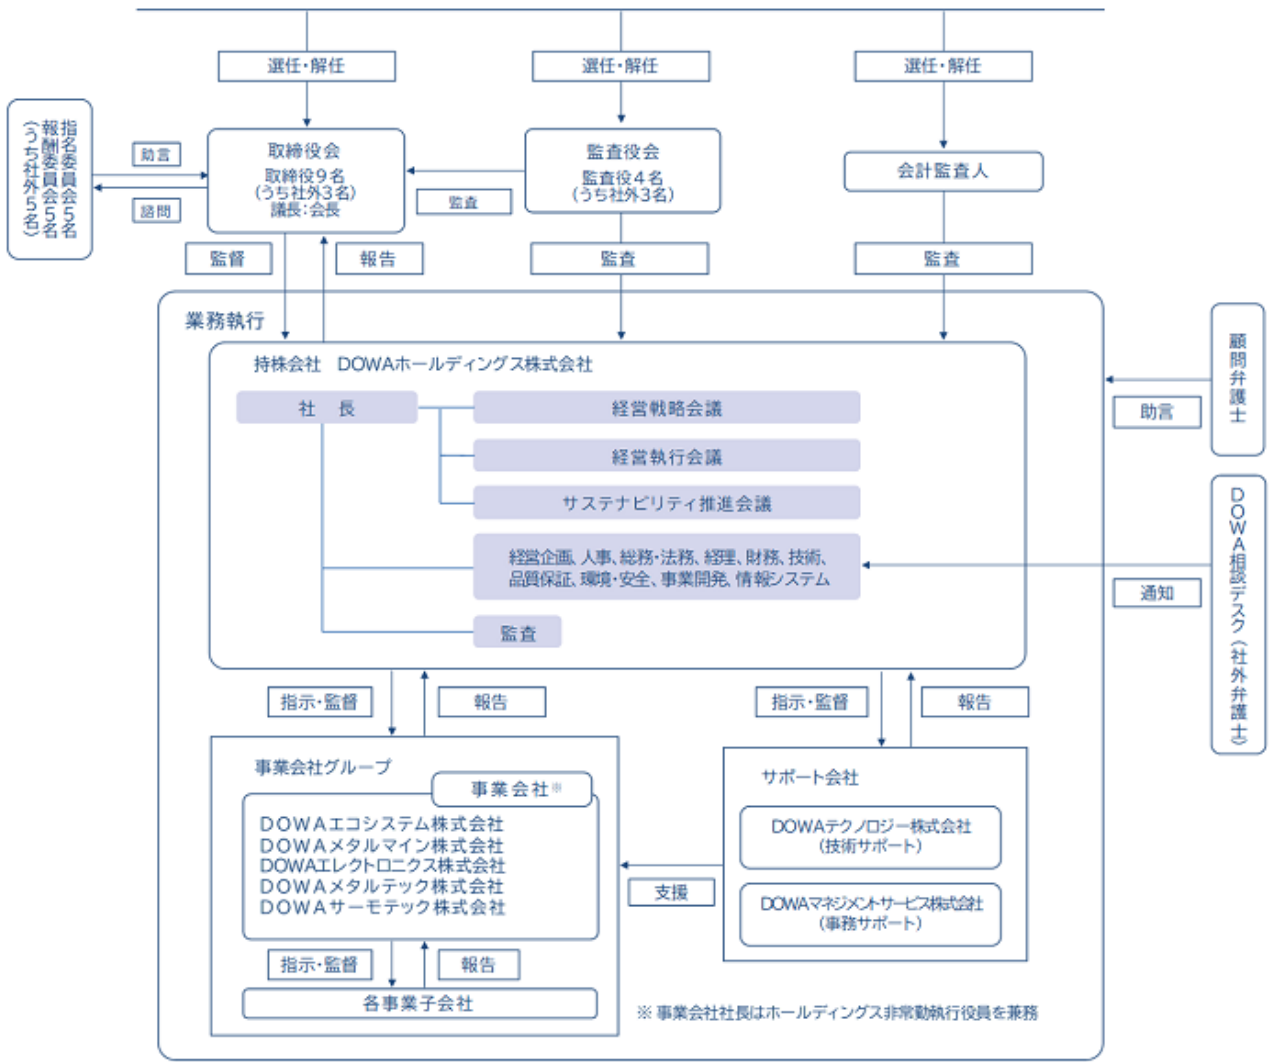 選任・解任
選任・解任
選任・解任
指名委員会5名
報酬委員会5名
(うち社外5名)
助言
諮問
取締役会
取締役9名
(うち社外3名)
議長:会長
監査
監査役会
監査役4名
(うち社外3名)
会計監査人
監督
報告
監査
監査
業務執行
持株会社 DOWAホールディングス株式会社
社 長
経営戦略会議
経営執行会議
サステナビリティ推進会議
経営企画、人事、総務・法務、経理、財務、技術、
品質保証、環境・安全、事業開発、情報システム
監査
顧問弁護士
助言
DOWA相談デスク(社外弁護士)
通知
指示・監督
報告
指示・監督
報告
事業会社グループ
事業会社※
DOWAエコシステム株式会社
DOWAメタルマイン株式会社
DOWAエレクトロニクス株式会社
DOWAメタルテック株式会社
DOWAサーモテック株式会社
指示・監督
報告
各事業子会社
支援
サポート会社
DOWAテクノロジー株式会社
(技術サポート)
DOWAマネジメントサービス株式会社
(事務サポート)
※ 事業会社社長はホールディングス非常勤執行役員を兼務